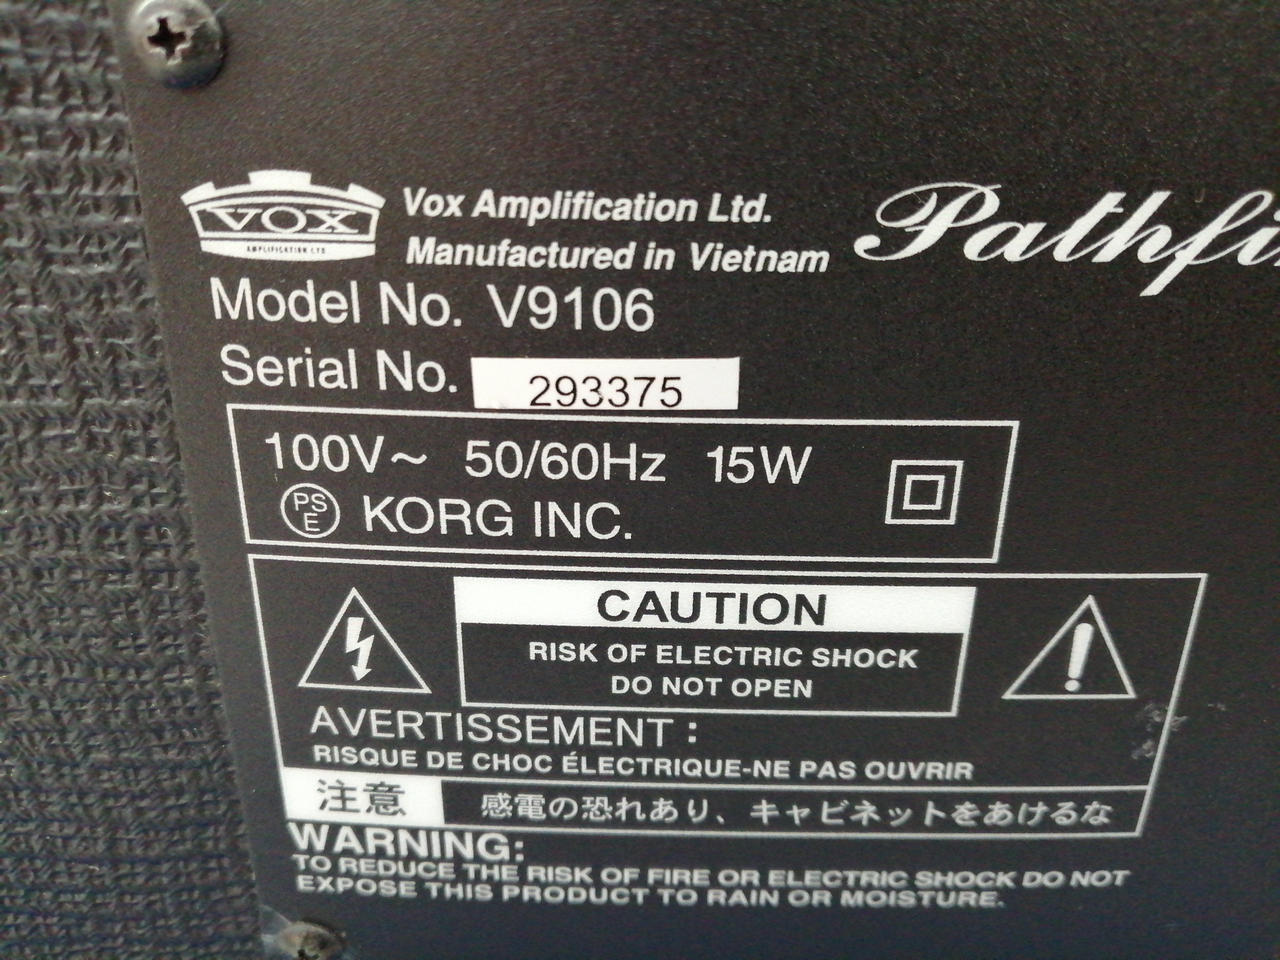 VOX
AMPLIFICATION LTD
Vox Amplification Ltd.
Manufactured in Vietnam
Pathfi
Model No. V9106
Serial No. 293375
100V~ 50/60Hz 15W
PS
E
KORG INC.
CAUTION
RISK OF ELECTRIC SHOCK
DO NOT OPEN
AVERTISSEMENT :
RISQUE DE CHOC ÉLECTRIQUE-NE PAS OUVRIR
注意 感電の恐れあり、キャビネットをあけるな
WARNING:
TO REDUCE THE RISK OF FIRE OR ELECTRIC SHOCK DO NOT
EXPOSE THIS PRODUCT TO RAIN OR MOISTURE.